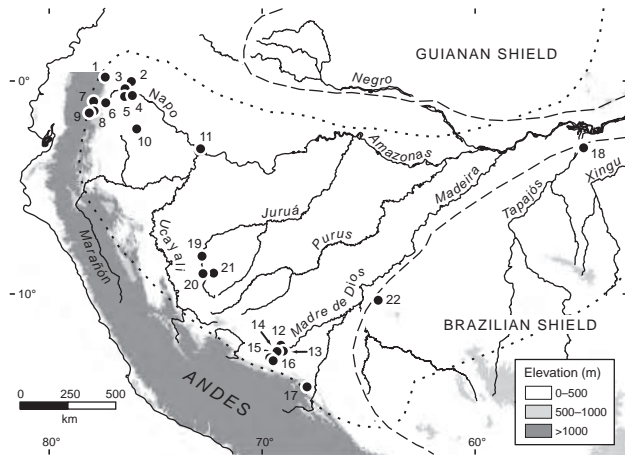 GUIANAN SHIELD
Negro
0°
1
3
2
7
Napo
9
8
6
5
4
10
11
Amazonas
18
Madeira
Tapajós
Xingu
Juruá
Ucayali
Purus
Marañón
19
20
21
10°
Madre de Dios
22
14
12
BRAZILIAN SHIELD
15
13
16
17
ANDES
Elevation (m)
0–500
500–1000
>1000
0
250
500
km
80°
70°
60°